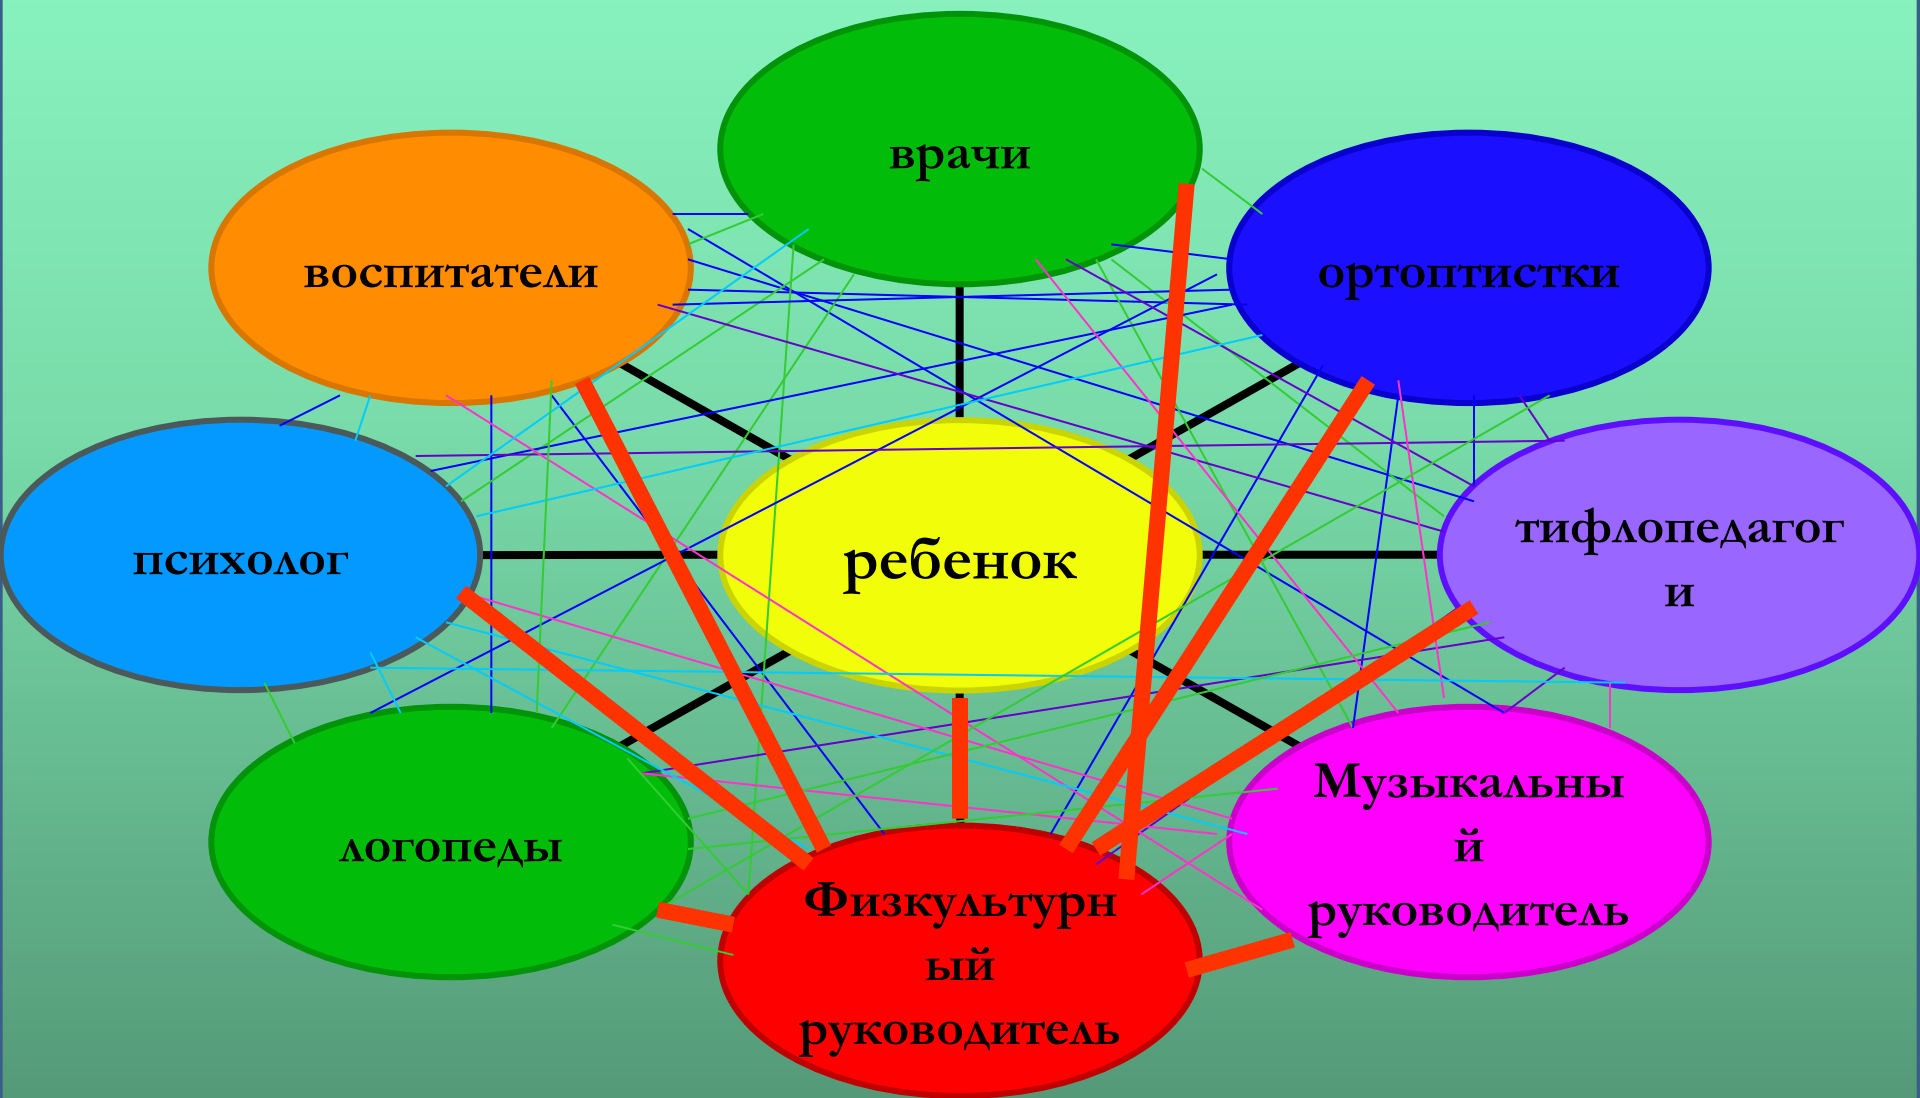 врачи
воспитатели
ортоптистки
психолог
ребенок
тифлопедагог
и
логопеды
Музыкальны
й
руководитель
Физкультурн
ый
руководитель